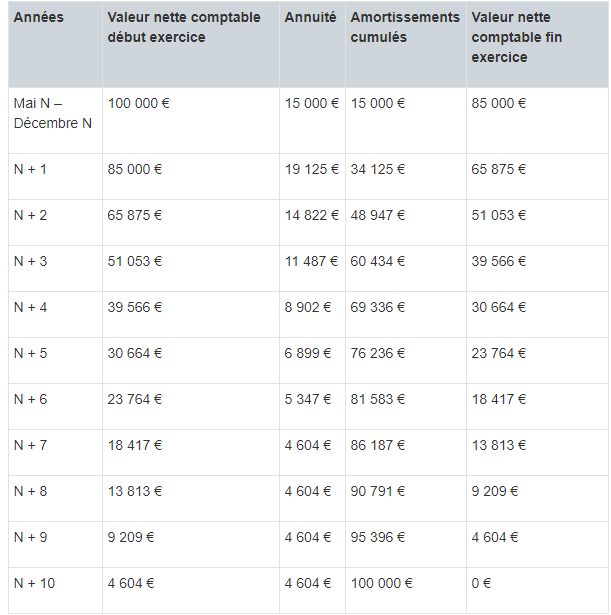 Années Valeur nette comptable Annuité Amortissements Valeur nette
début exercice cumulés comptable fin
exercice
Mai N – 100 000 € 15 000 € 15 000 € 85 000 €
Décembre N
N + 1 85 000 € 19 125 € 34 125 € 65 875 €
N + 2 65 875 € 14 822 € 48 947 € 51 053 €
N + 3 51 053 € 11 487 € 60 434 € 39 566 €
N + 4 39 566 € 8 902 € 69 336 € 30 664 €
N + 5 30 664 € 6 899 € 76 236 € 23 764 €
N + 6 23 764 € 5 347 € 81 583 € 18 417 €
N + 7 18 417 € 4 604 € 86 187 € 13 813 €
N + 8 13 813 € 4 604 € 90 791 € 9 209 €
N + 9 9 209 € 4 604 € 95 396 € 4 604 €
N + 10 4 604 € 4 604 € 100 000 € 0 €